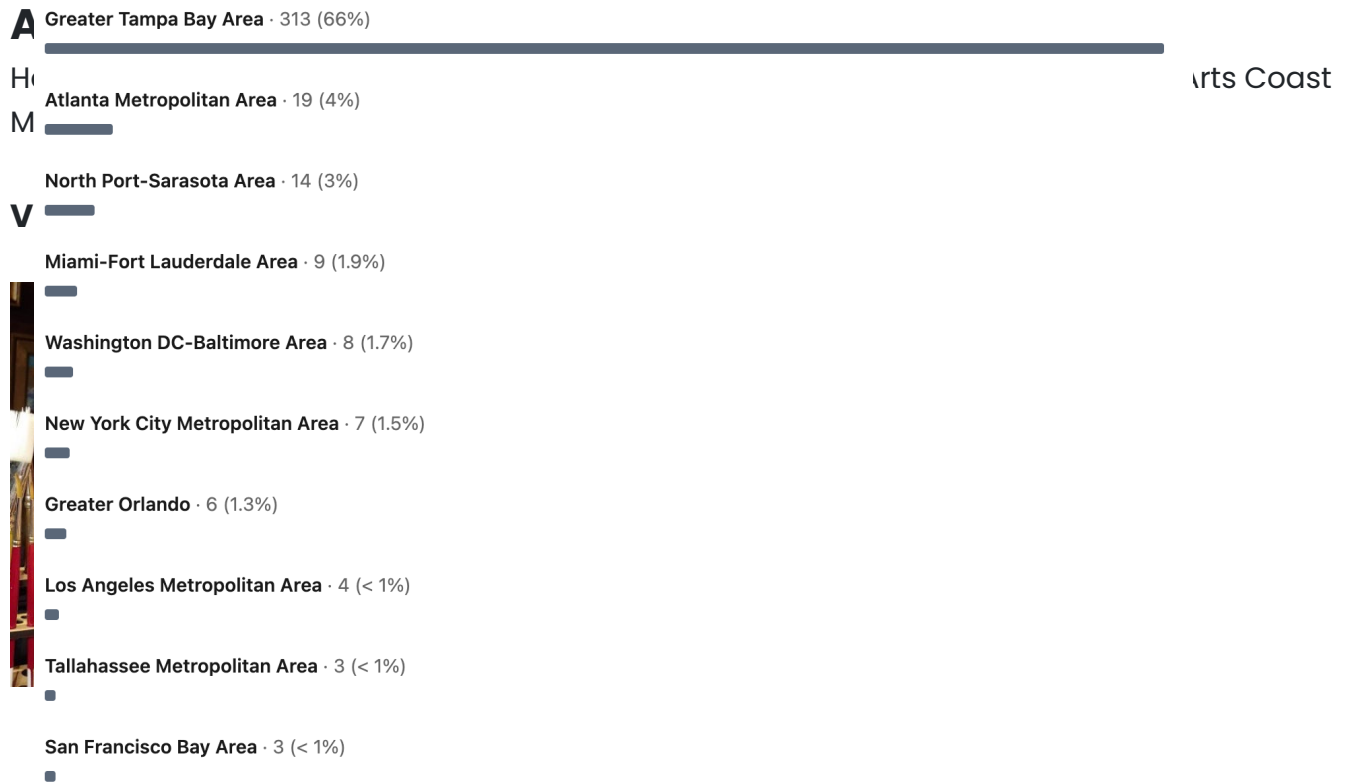 A
Greater Tampa Bay Area · 313 (66%)
H
rts Coast
Atlanta Metropolitan Area · 19 (4%)
M
North Port-Sarasota Area · 14 (3%)
V
Miami-Fort Lauderdale Area · 9 (1.9%)
Washington DC-Baltimore Area · 8 (1.7%)
New York City Metropolitan Area · 7 (1.5%)
Greater Orlando · 6 (1.3%)
Los Angeles Metropolitan Area · 4 (< 1%)
Tallahassee Metropolitan Area · 3 (< 1%)
San Francisco Bay Area · 3 (< 1%)